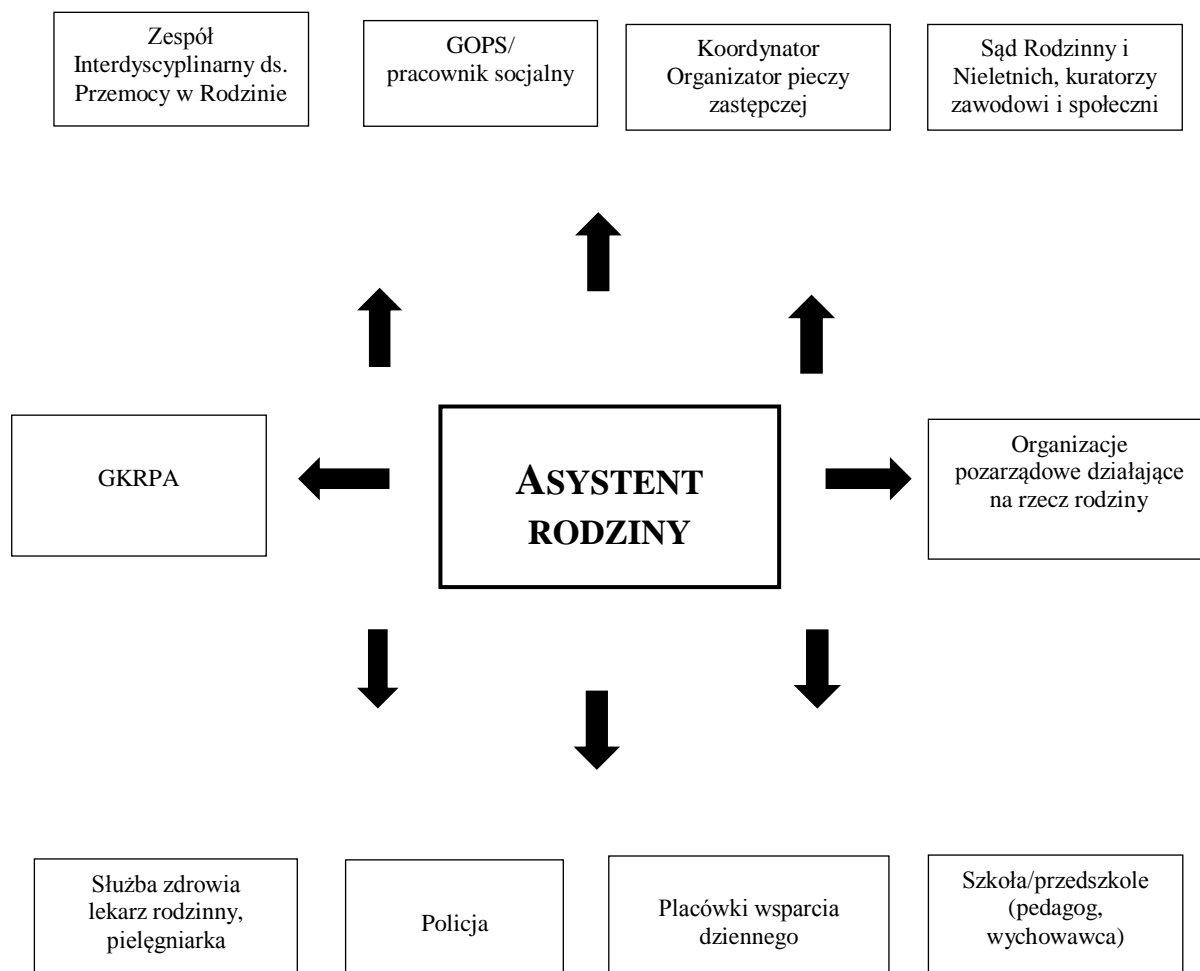 Zespół
Interdyscyplinarny ds.
Przemocy w Rodzinie
GOPS/
pracownik socjalny
Koordynator
Organizator pieczy
zastępczej
Sąd Rodzinny i
Nieletnich, kuratorzy
zawodowi i społeczni
GKRPA
ASYSTENT
RODZINY
Organizacje
pozarządowe działające
na rzecz rodziny
Służba zdrowia
lekarz rodzinny,
pielęgniarka
Policja
Placówki wsparcia
dziennego
Szkoła/przedszkole
(pedagog,
wychowawca)